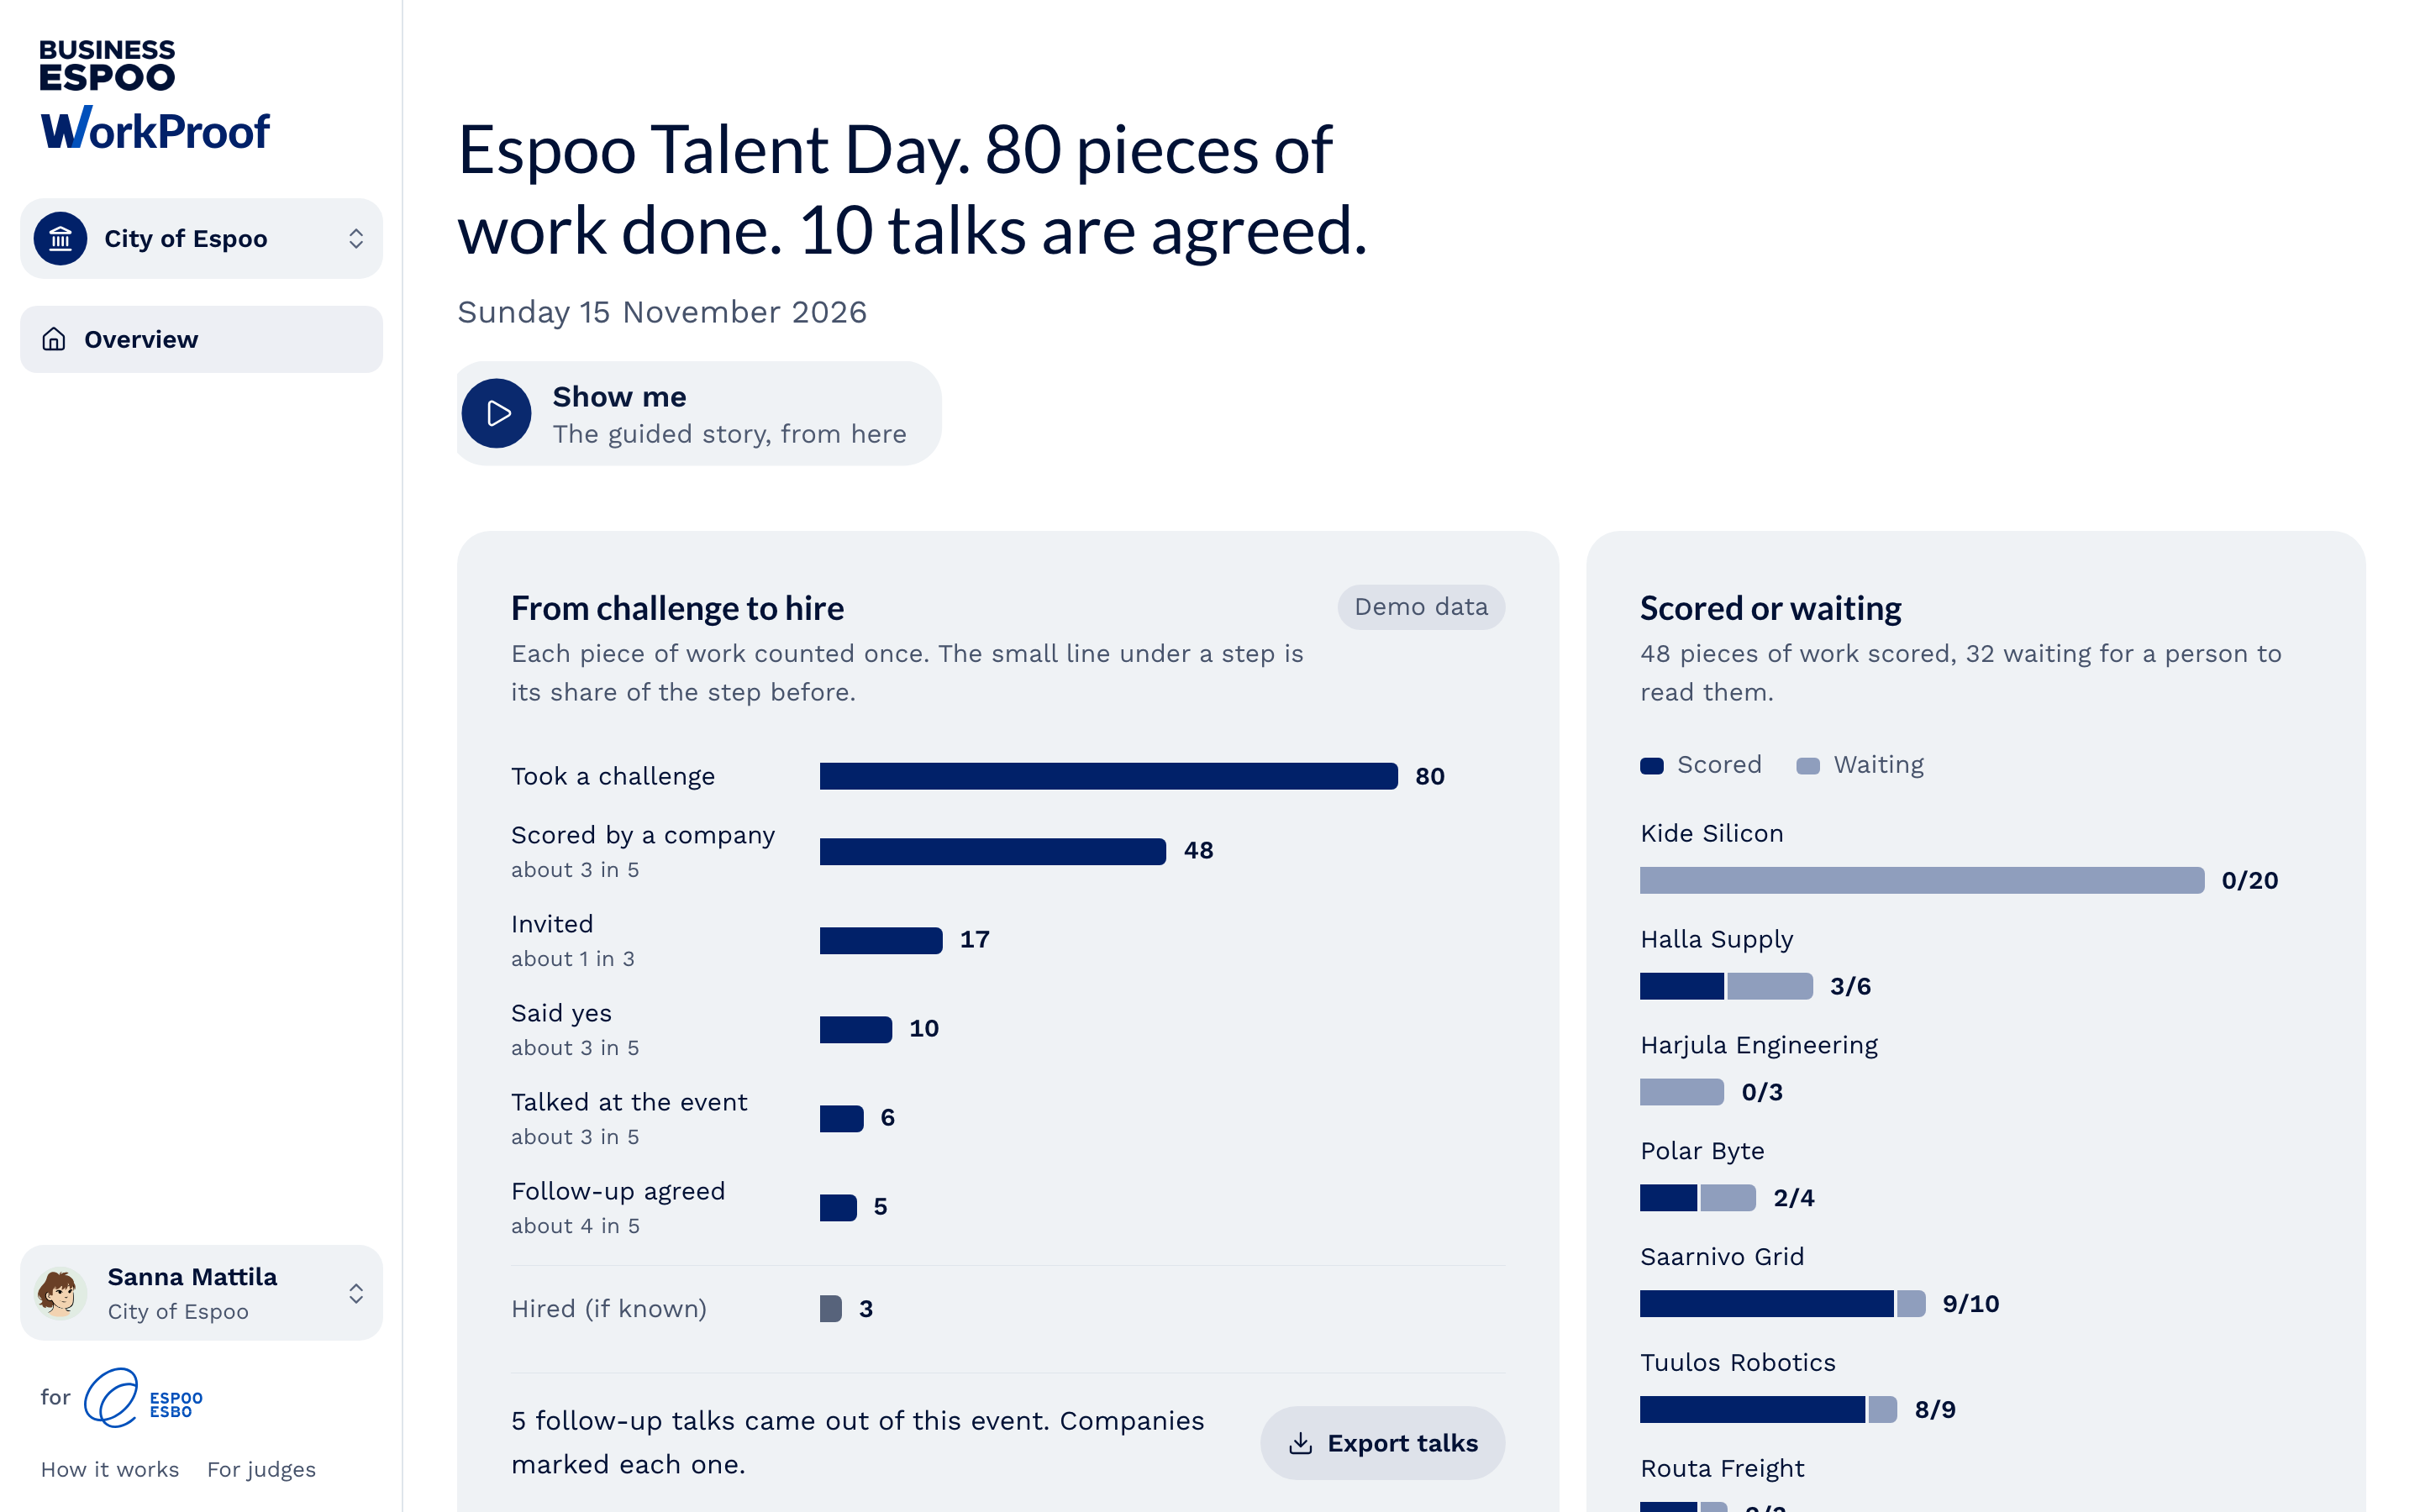 BUSINESS
ESPOO
WorkProof
City of Espoo
Overview
Sanna Mattila
City of Espoo
for
ESPOO
ESBO
How it works
For judges
Espoo Talent Day. 80 pieces of
work done. 10 talks are agreed.
Sunday 15 November 2026
Show me
The guided story, from here
From challenge to hire
Demo data
Each piece of work counted once. The small line under a step is
its share of the step before.
Took a challenge
80
Scored by a company
about 3 in 5
48
Invited
about 1 in 3
17
Said yes
about 3 in 5
10
Talked at the event
about 3 in 5
6
Follow-up agreed
about 4 in 5
5
Hired (if known)
3
5 follow-up talks came out of this event. Companies
marked each one.
Export talks
Scored or waiting
48 pieces of work scored, 32 waiting for a person to
read them.
Scored
Waiting
Kide Silicon
0/20
Halla Supply
3/6
Harjula Engineering
0/3
Polar Byte
2/4
Saarnivo Grid
9/10
Tuulos Robotics
8/9
Routa Freight